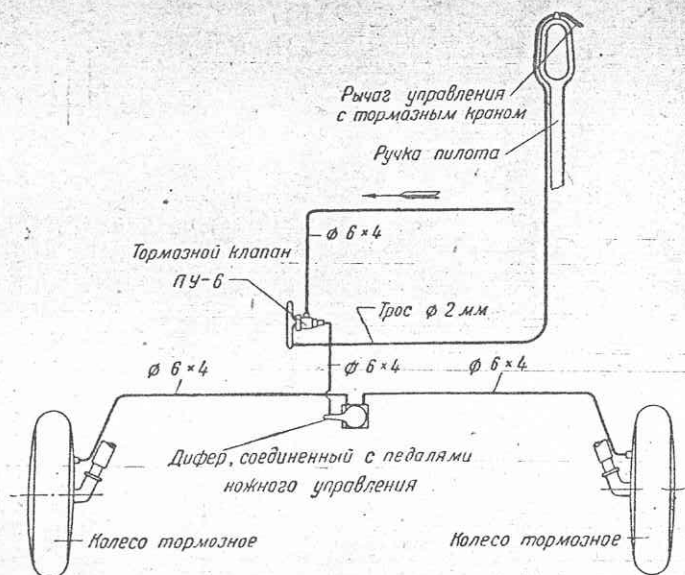 Рычаг управления
с тормазным краном
Ручка пилота
ф 6×4
Тормозной клапан
ПУ-6
Трос ф 2 мм
ф 6×4
ф 6×4
ф 6×4
Дифер, соединенный с педалями
ножного управления
Колесо тормозное
Колесо тормозное